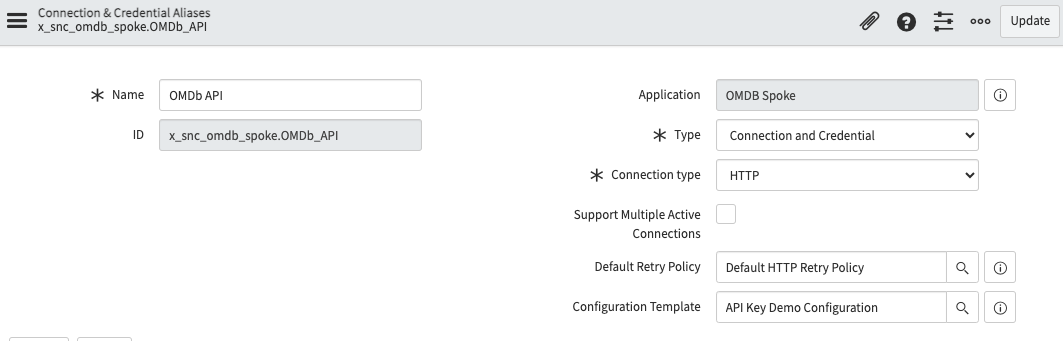 Connection & Credential Aliases
x_snc_omdb_spoke.OMDb_API
Update
Name
OMDb API
Application
OMDB Spoke
ID
x_snc_omdb_spoke.OMDb_API
Type
Connection and Credential
Connection type
HTTP
Support Multiple Active
Connections
Default Retry Policy
Default HTTP Retry Policy
Configuration Template
API Key Demo Configuration